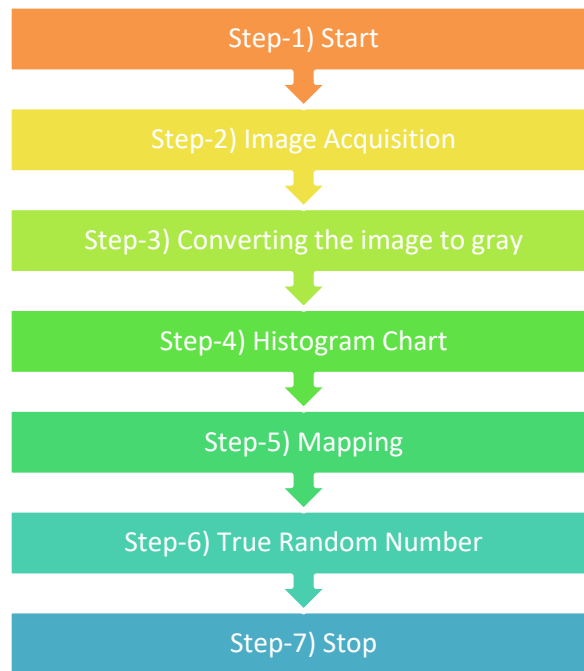 Step-1) Start
Step-2) Image Acquisition
Step-3) Converting the image to gray
Step-4) Histogram Chart
Step-5) Mapping
Step-6) True Random Number
Step-7) Stop